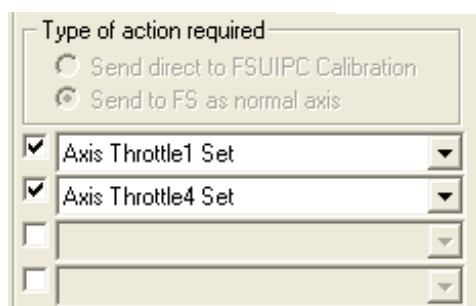 Type of action required
Send direct to FSUIPC Calibration
Send to FS as normal axis
Axis Throttle1 Set
Axis Throttle4 Set